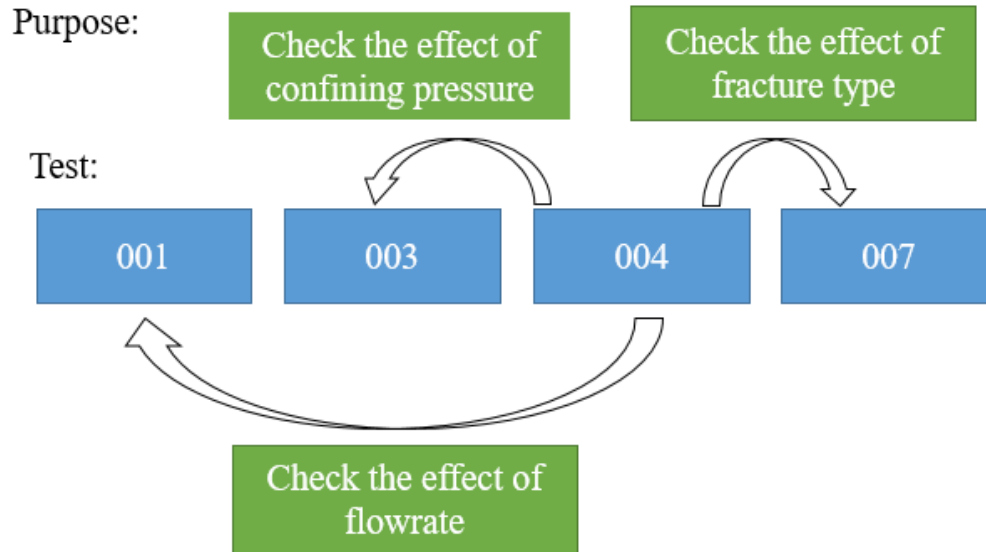 Purpose:
Check the effect of
confining pressure
Check the effect of
fracture type
Test:
001
003
004
007
Check the effect of
flowrate